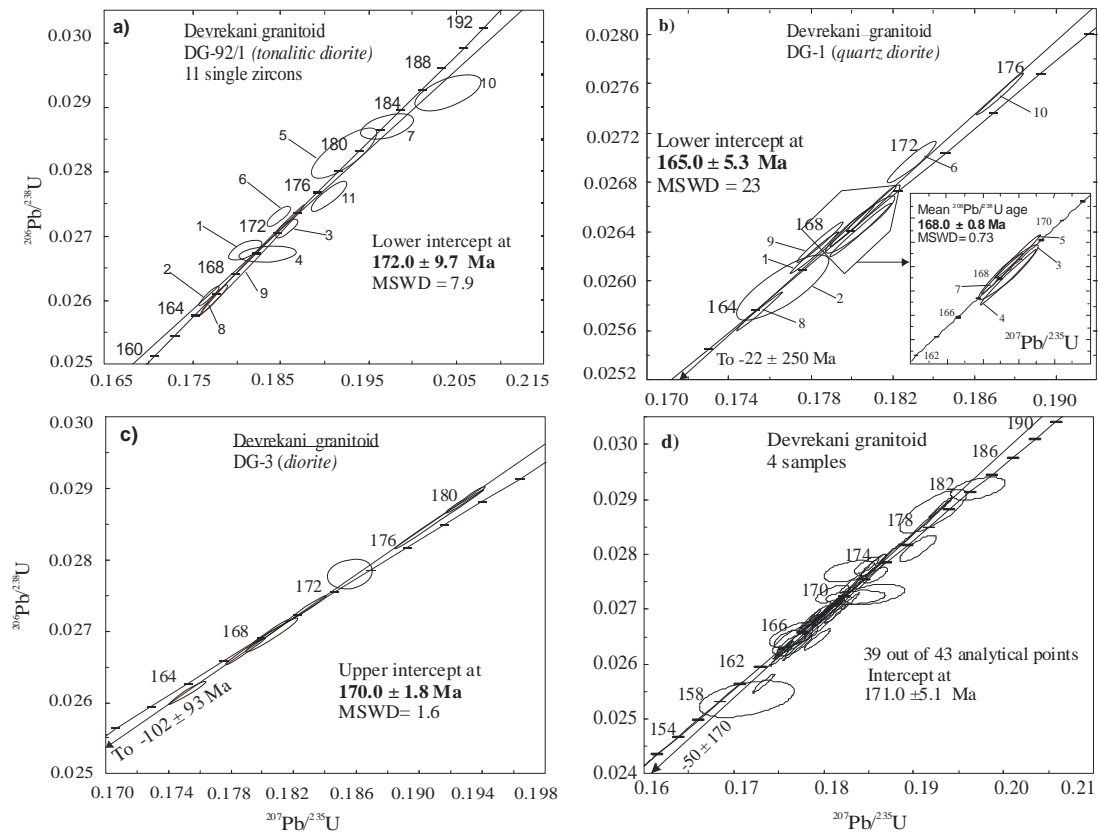 a)
Devrekani granitoid
DG-92/1 (tonalitic diorite)
11 single zircons
192
188
184
180
176
172
168
164
160
10
7
5
11
6
3
1
4
2
9
8
Lower intercept at
172.0 ± 9.7 Ma
MSWD = 7.9
0.030
0.029
0.028
0.027
0.026
0.025
0.165
0.175
0.185
0.195
0.205
0.215
206Pb/238U
b)
Devrekani granitoid
DG-1 (quartz diorite)
176
172
168
164
10
6
9
1
2
8
Lower intercept at
165.0 ± 5.3 Ma
MSWD = 23
To -22 ± 250 Ma
Mean 206Pb/238U age
168.0 ± 0.8 Ma
MSWD= 0.73
170
168
166
162
5
3
7
4
207Pb/235U
0.0280
0.0276
0.0272
0.0268
0.0264
0.0260
0.0256
0.0252
0.170
0.174
0.178
0.182
0.186
0.190
c)
Devrekani granitoid
DG-3 (diorite)
180
176
172
168
164
To -102 ± 93 Ma
Upper intercept at
170.0 ± 1.8 Ma
MSWD= 1.6
0.030
0.029
0.028
0.027
0.026
0.025
0.170
0.174
0.178
0.182
0.186
0.190
0.194
0.198
206Pb/238U
207Pb/235U
d)
Devrekani granitoid
4 samples
190
186
182
178
174
170
166
162
158
154
-50 ± 170
39 out of 43 analytical points
Intercept at
171.0 ±5.1 Ma
0.030
0.029
0.028
0.027
0.026
0.025
0.024
0.16
0.17
0.18
0.19
0.20
0.21
207Pb/235U